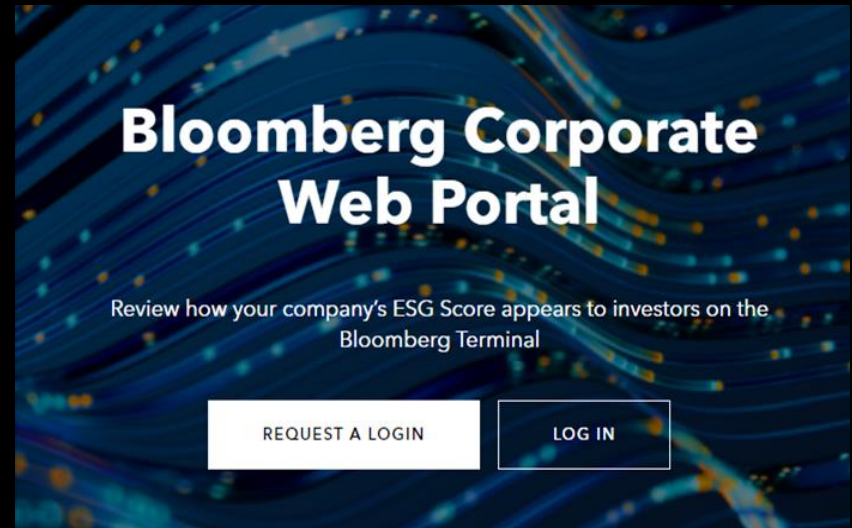 Bloomberg Corporate
Web Portal
Review how your company's ESG Score appears to investors on the
Bloomberg Terminal
REQUEST A LOGIN
LOG IN